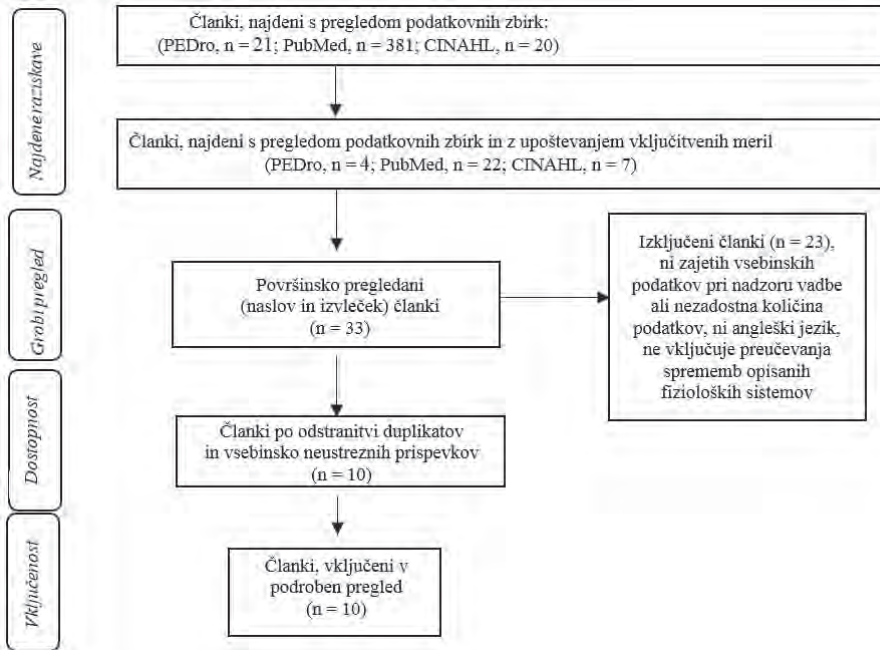 Najdene raziskave
Članki, najdeni s pregledom podatkovnih zbirk:
(PEDro, n = 21; PubMed, n = 381; CINAHL, n = 20)
Članki, najdeni s pregledom podatkovnih zbirk in z upoštevanjem vključitvenih meril
(PEDro, n = 4; PubMed, n = 22; CINAHL, n = 7)
Grobi pregled
Površinsko pregledani
(naslov in izvleček) članki
(n = 33)
Izključeni članki (n = 23),
ni zajetih vsebinskih
podatkov pri nadzoru vadbe
ali nezadostna količina
podatkov, ni angleški jezik,
ne vključuje preučevanja
sprememb opisanih
fizioloških sistemov
Dostopnost
Članki po odstranitvi duplikatov
in vsebinsko neustreznih prispevkov
(n = 10)
Vključenost
Članki, vključeni v
podroben pregled
(n = 10)